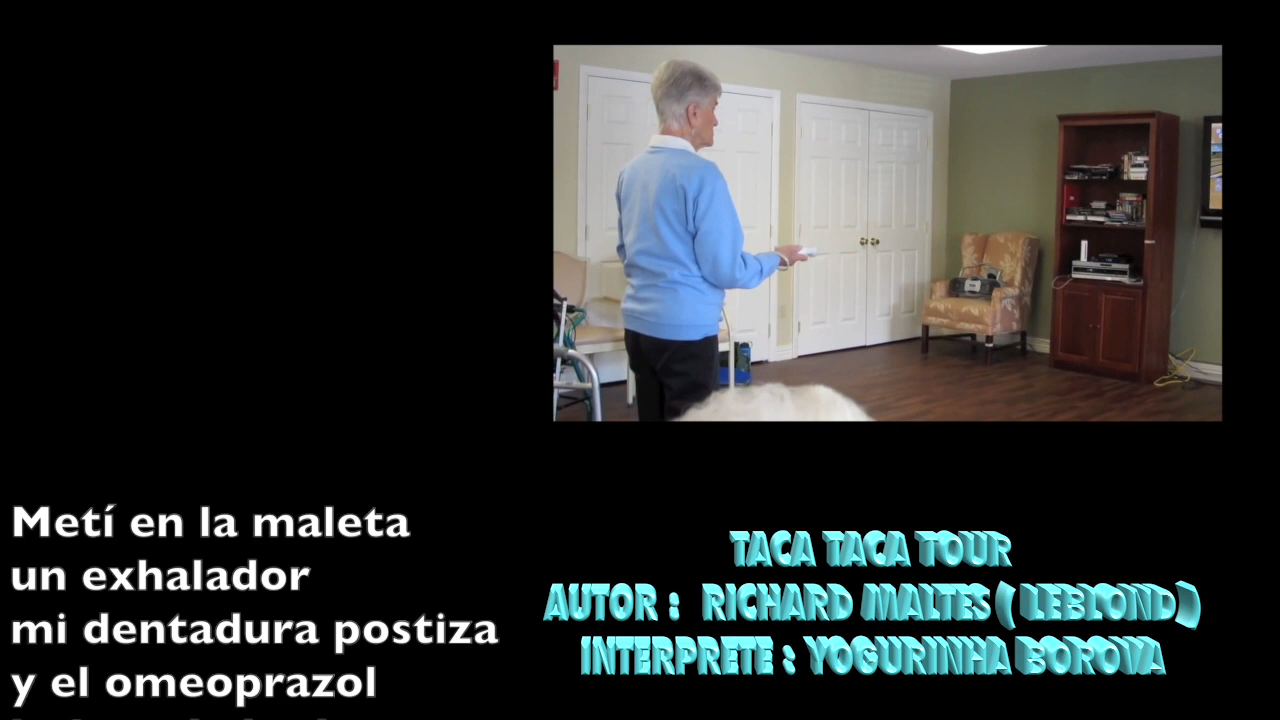 Metí en la maleta
un exhalador
mi dentadura postiza
y el omeoprazol
TACA TACA TOUR
AUTOR : RICHARD MALTES ( LEBLOND )
INTERPRETE : YOGURINHA BOROVA